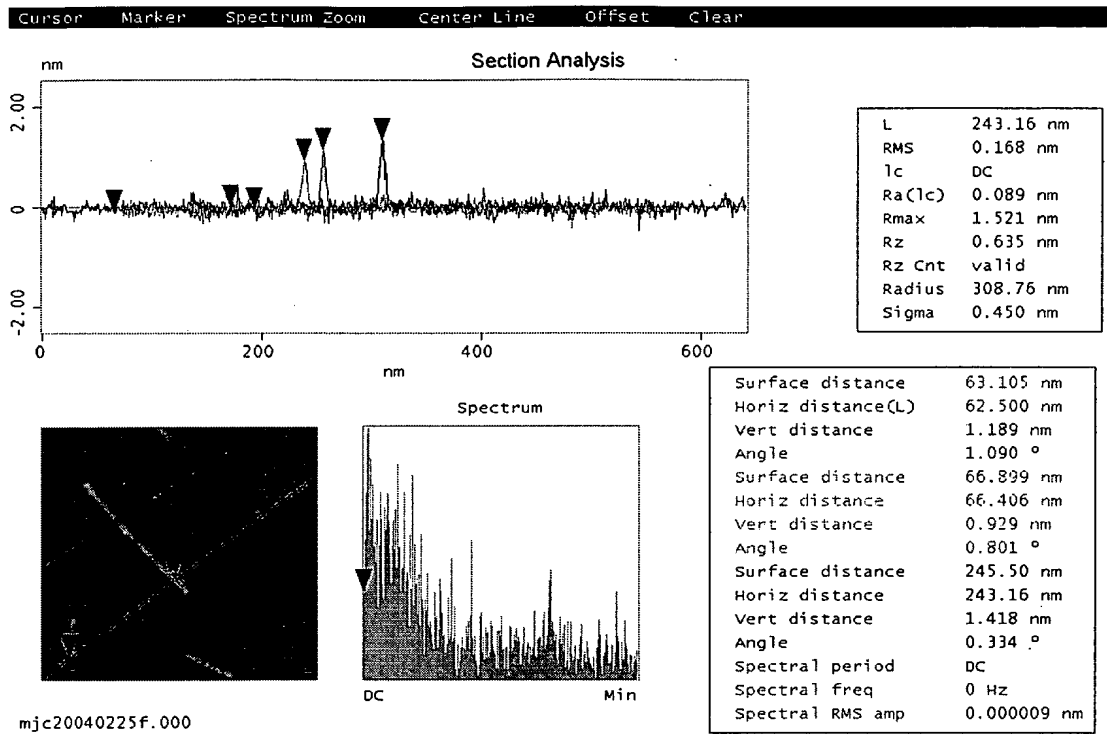 Cursor Marker Spectrum Zoom Center Line Offset Clear
Section Analysis
nm
2.00
0
-2.00
0 200 400 600
nm
L 243.16 nm
RMS 0.168 nm
lc DC
Ra(lc) 0.089 nm
Rmax 1.521 nm
Rz 0.635 nm
Rz Cnt valid
Radius 308.76 nm
Sigma 0.450 nm
Surface distance 63.105 nm
Horiz distance(L) 62.500 nm
Vert distance 1.189 nm
Angle 1.090 °
Surface distance 66.899 nm
Horiz distance 66.406 nm
Vert distance 0.929 nm
Angle 0.801 °
Surface distance 245.50 nm
Horiz distance 243.16 nm
Vert distance 1.418 nm
Angle 0.334 °
Spectral period DC
Spectral freq 0 Hz
Spectral RMS amp 0.000009 nm
Spectrum
DC Min
mjc20040225f.000